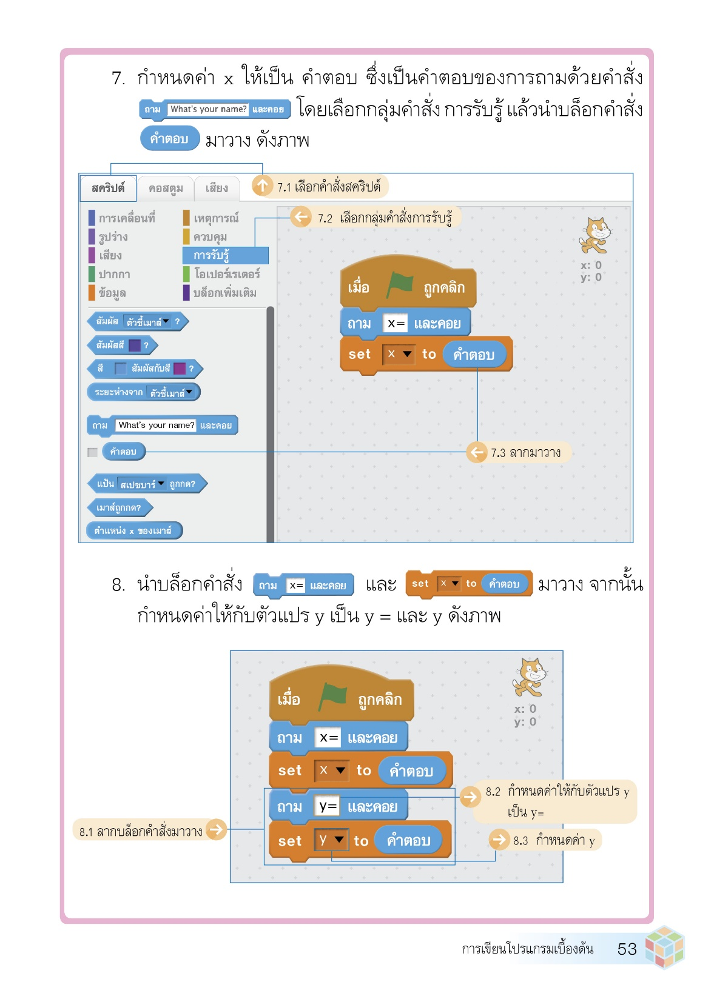 7. กำหนดค่า x ให้เป็น คำตอบ ซึ่งเป็นคำตอบของการถามด้วยคำสั่ง
ถาม What's your name? และคอย โดยเลือกกลุ่มคำสั่ง การรับรู้ แล้วนำบล็อกคำสั่ง
คำตอบ มาวาง ดังภาพ
สคริปต์ คอสตูม เสียง 7.1 เลือกคำสั่งสคริปต์
7.2 เลือกกลุ่มคำสั่งการรับรู้
การเคลื่อนที่ เหตุการณ์
รูปร่าง ควบคุม
เสียง การรับรู้
ปากกา โอเปอร์เรเตอร์
ข้อมูล บล็อกเพิ่มเติม
x: 0
y: 0
เมื่อ ถูกคลิก
ถาม x= และคอย
set x to คำตอบ
สัมผัส ตัวชี้เมาส์ ?
สัมผัสสี ?
สี สัมผัสกับสี ?
ระยะห่างจาก ตัวชี้เมาส์
ถาม What's your name? และคอย
คำตอบ
7.3 ลากมาวาง
แป้น สเปซบาร์ ถูกกด?
เมาส์ถูกกด?
ตำแหน่ง x ของเมาส์
8. นำบล็อกคำสั่ง ถาม x= และคอย และ set x to คำตอบ มาวาง จากนั้น
กำหนดค่าให้กับตัวแปร y เป็น y = และ y ดังภาพ
เมื่อ ถูกคลิก
x: 0
y: 0
ถาม x= และคอย
set x to คำตอบ
ถาม y= และคอย
set y to คำตอบ
8.1 ลากบล็อกคำสั่งมาวาง
8.2 กำหนดค่าให้กับตัวแปร y
เป็น y=
8.3 กำหนดค่า y
การเขียนโปรแกรมเบื้องต้น 53